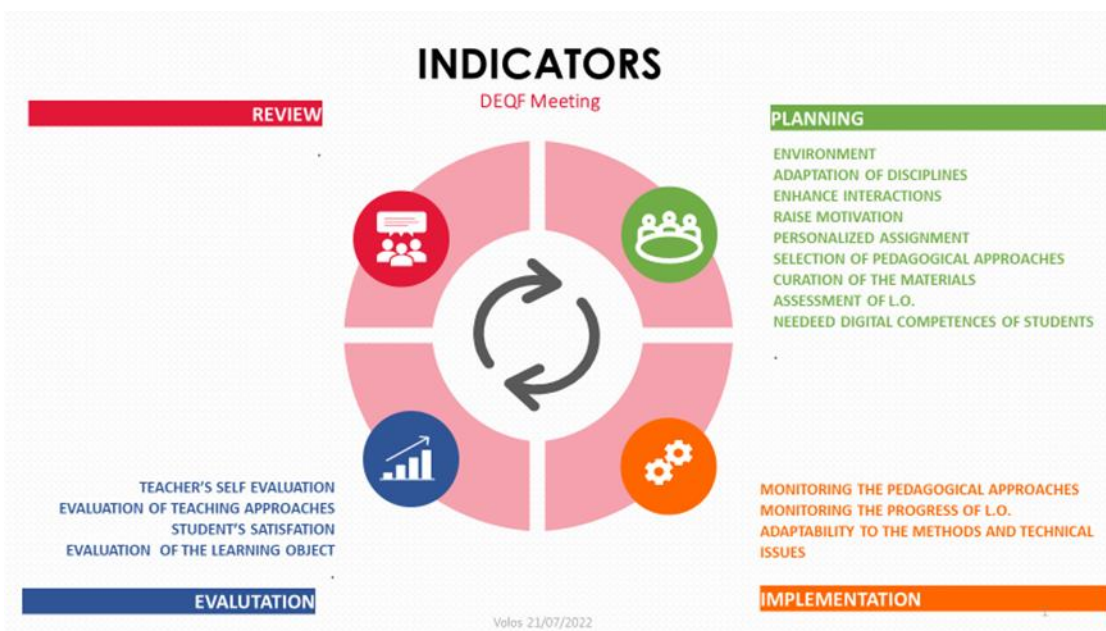 INDICATORS
DEQF Meeting
REVIEW
PLANNING
ENVIRONMENT
ADAPTATION OF DISCIPLINES
ENHANCE INTERACTIONS
RAISE MOTIVATION
PERSONALIZED ASSIGNMENT
SELECTION OF PEDAGOGICAL APPROACHES
CURATION OF THE MATERIALS
ASSESSMENT OF L.O.
NEEDEED DIGITAL COMPETENCES OF STUDENTS
TEACHER'S SELF EVALUATION
EVALUATION OF TEACHING APPROACHES
STUDENT'S SATISFATION
EVALUATION OF THE LEARNING OBJECT
EVALUTATION
MONITORING THE PEDAGOGICAL APPROACHES
MONITORING THE PROGRESS OF L.O.
ADAPTABILITY TO THE METHODS AND TECHNICAL
ISSUES
IMPLEMENTATION
Volos 21/07/2022